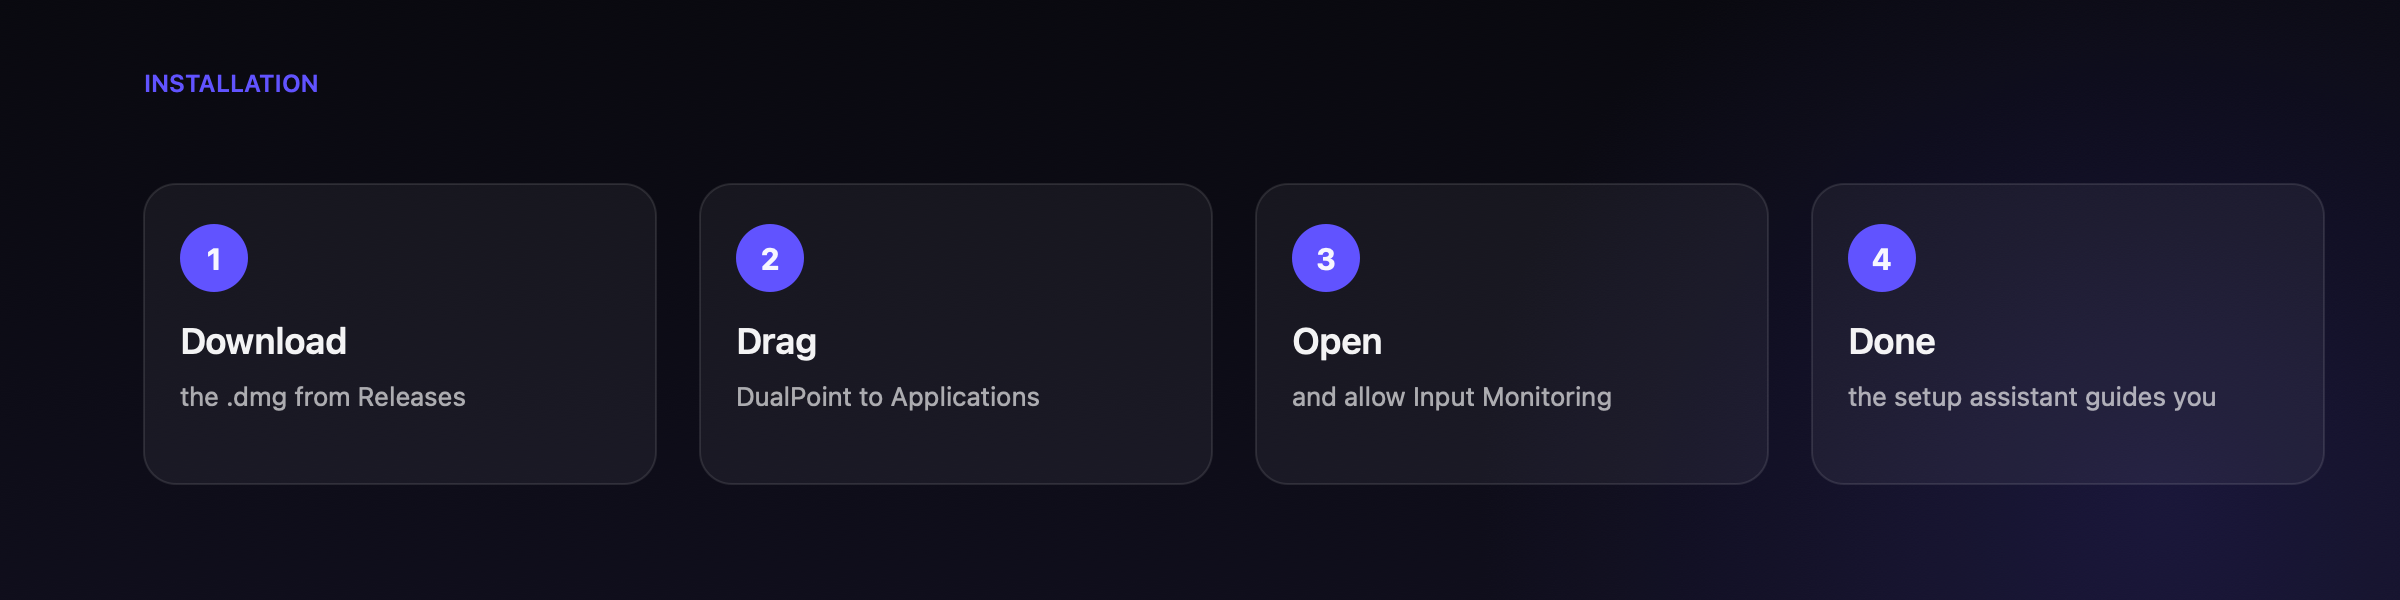 INSTALLATION
1
Download
the .dmg from Releases
2
Drag
DualPoint to Applications
3
Open
and allow Input Monitoring
4
Done
the setup assistant guides you